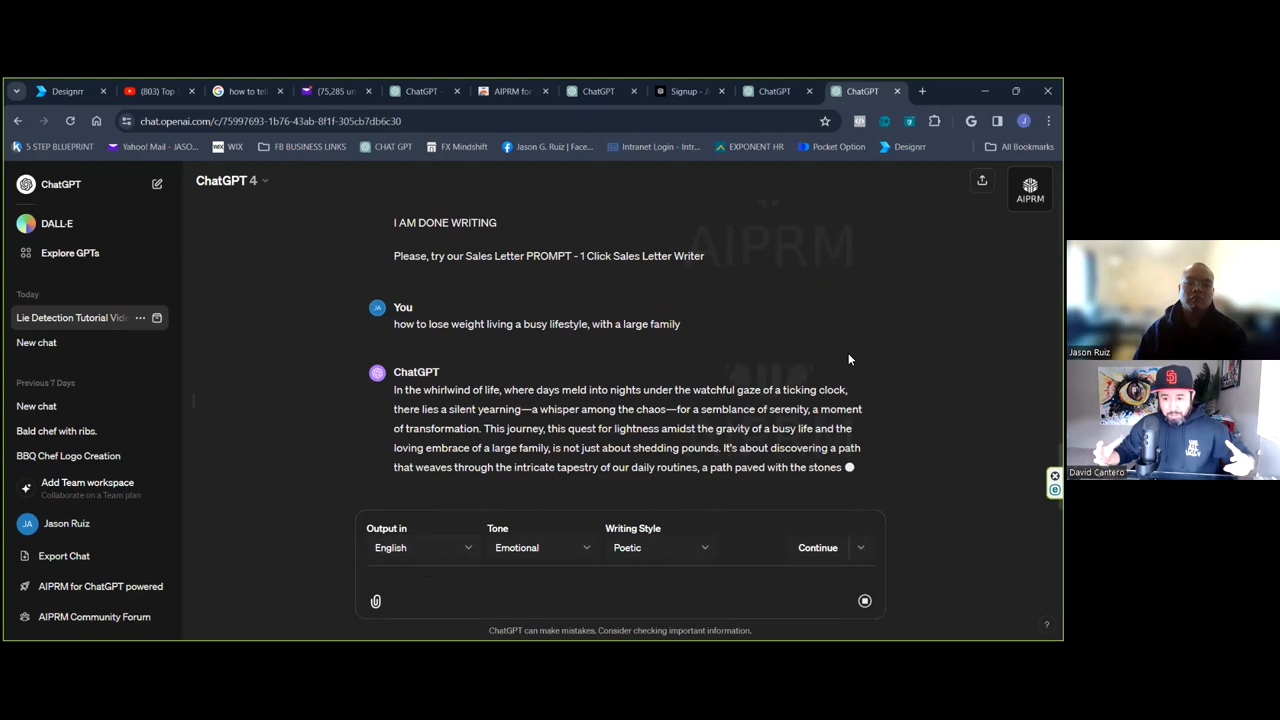 Designrr
(803) Top
how to tel
(75,285 un
ChatGPT -
AIPRM for
ChatGPT
Signup - A
ChatGPT
ChatGPT
chat.openai.com/c/75997693-1b76-43ab-8f1f-305cb7db6c30
5 STEP BLUEPRINT
Yahoo! Mail - JASO...
WIX
FB BUSINESS LINKS
CHAT GPT
FX Mindshift
Jason G. Ruiz | Face...
Intranet Login - Intr...
EXPONENT HR
Pocket Option
Designrr
All Bookmarks
ChatGPT
DALL·E
Explore GPTs
Today
Lie Detection Tutorial Vide
New chat
Previous 7 Days
New chat
Bald chef with ribs.
BBQ Chef Logo Creation
Add Team workspace
Collaborate on a Team plan
JA
Jason Ruiz
Export Chat
AIPRM for ChatGPT powered
AIPRM Community Forum
ChatGPT 4
AIPRM
AIPRM
I AM DONE WRITING
Please, try our Sales Letter PROMPT - 1 Click Sales Letter Writer
JA
You
how to lose weight living a busy lifestyle, with a large family
ChatGPT
In the whirlwind of life, where days meld into nights under the watchful gaze of a ticking clock,
there lies a silent yearning—a whisper among the chaos—for a semblance of serenity, a moment
of transformation. This journey, this quest for lightness amidst the gravity of a busy life and the
loving embrace of a large family, is not just about shedding pounds. It's about discovering a path
that weaves through the intricate tapestry of our daily routines, a path paved with the stones
Output in
Tone
Writing Style
English
Emotional
Poetic
Continue
ChatGPT can make mistakes. Consider checking important information.
?
Jason Ruiz
David Cantero